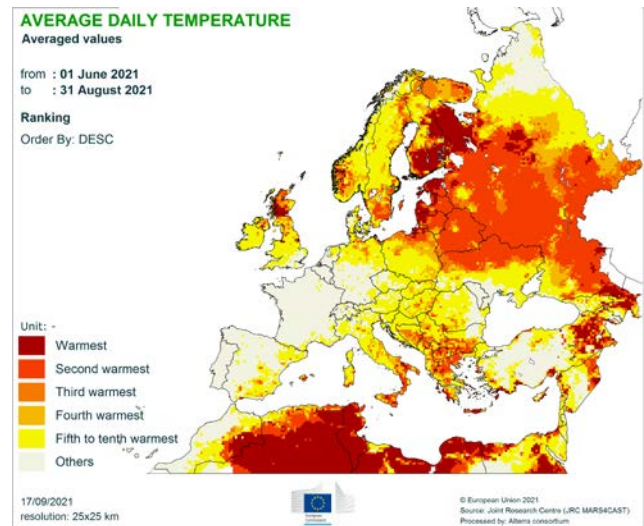 AVERAGE DAILY TEMPERATURE
Averaged values
from : 01 June 2021
to : 31 August 2021
Ranking
Order By: DESC
Unit: -
Warmest
Second warmest
Third warmest
Fourth warmest
Fifth to tenth warmest
Others
17/09/2021
resolution: 25x25 km
European
Commission
© European Union 2021
Source: Joint Research Centre (JRC MARS4CAST)
Processed by: Alterra consortium